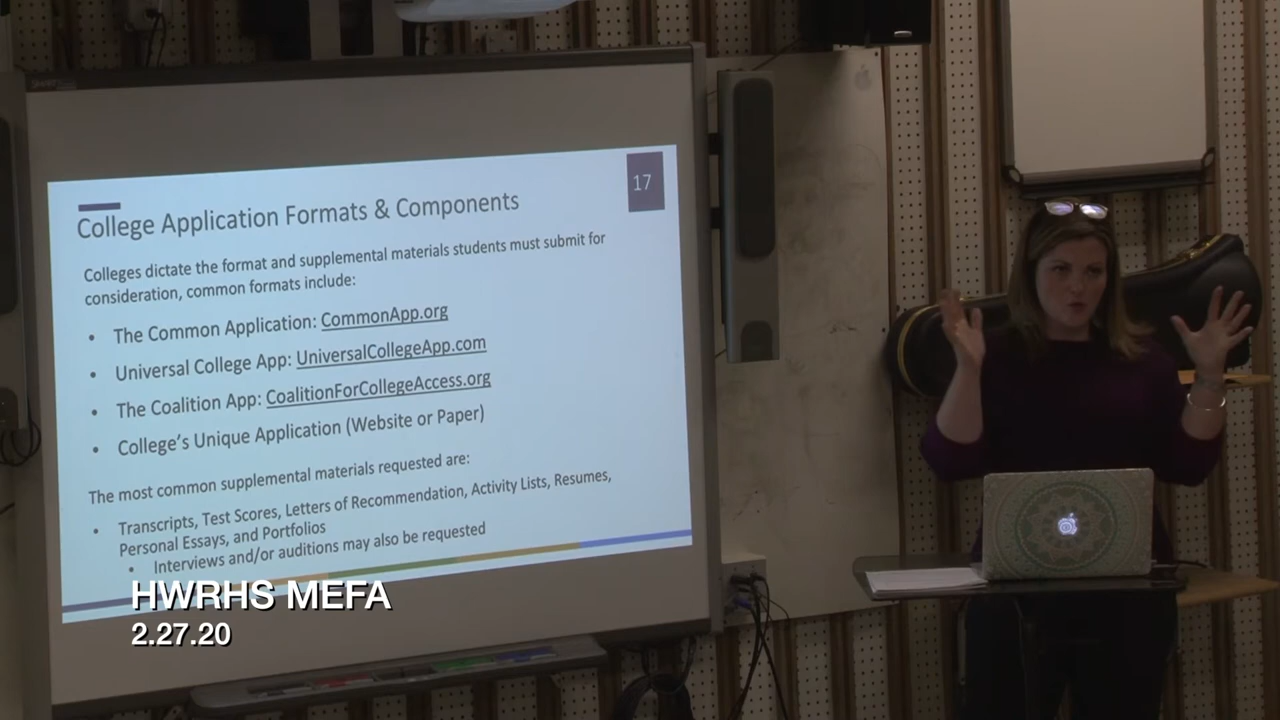 17
College Application Formats & Components
Colleges dictate the format and supplemental materials students must submit for
consideration, common formats include:
• The Common Application: CommonApp.org
• Universal College App: UniversalCollegeApp.com
• The Coalition App: CoalitionForCollegeAccess.org
• College's Unique Application (Website or Paper)
The most common supplemental materials requested are:
• Transcripts, Test Scores, Letters of Recommendation, Activity Lists, Resumes,
Personal Essays, and Portfolios
• Interviews and/or auditions may also be requested
HWRHS MEFA
2.27.20